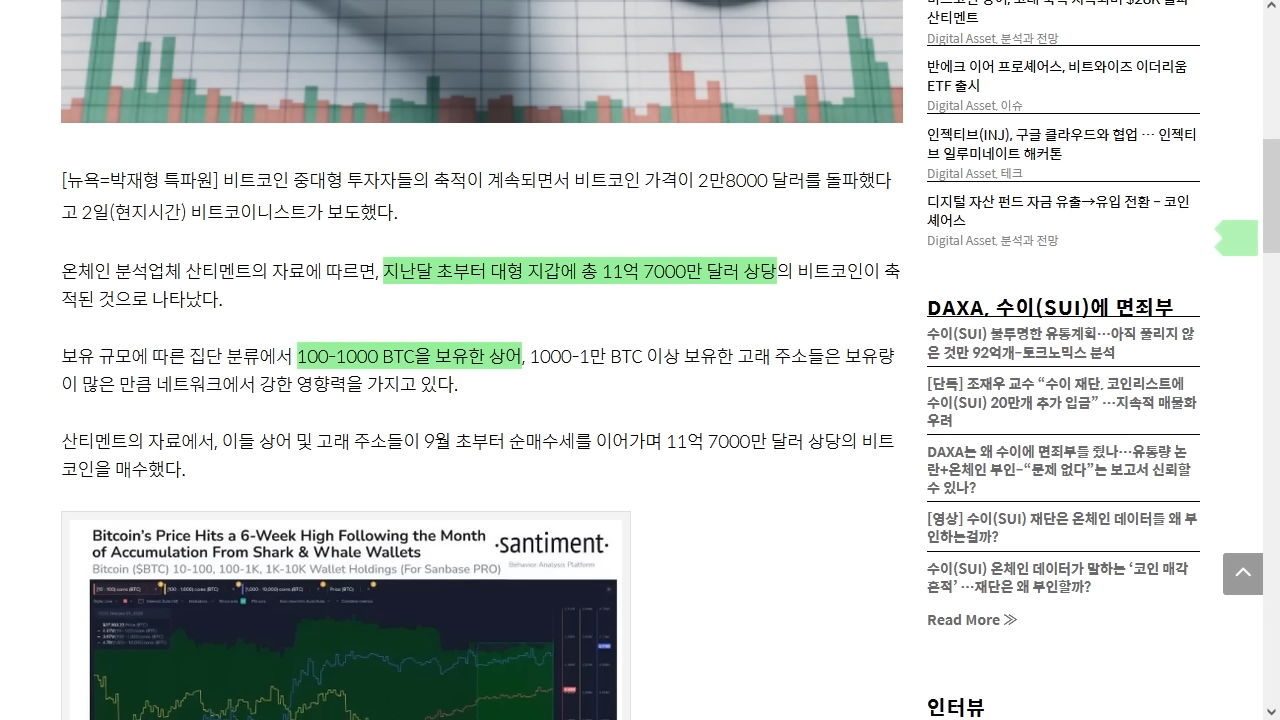 [뉴욕=박재형 특파원] 비트코인 중대형 투자자들의 축적이 계속되면서 비트코인 가격이 2만8000 달러를 돌파했다
고 2일(현지시간) 비트코이니스트가 보도했다.
온체인 분석업체 산티멘트의 자료에 따르면, 지난달 초부터 대형 지갑에 총 11억 7000만 달러 상당의 비트코인이 축
적된 것으로 나타났다.
보유 규모에 따른 집단 분류에서 100-1000 BTC을 보유한 상어, 1000-1만 BTC 이상 보유한 고래 주소들은 보유량
이 많은 만큼 네트워크에서 강한 영향력을 가지고 있다.
산티멘트의 자료에서, 이들 상어 및 고래 주소들이 9월 초부터 순매수세를 이어가며 11억 7000만 달러 상당의 비트
코인을 매수했다.
Bitcoin's Price Hits a 6-Week High Following the Month
of Accumulation From Shark & Whale Wallets
Bitcoin ($BTC) 10-100, 100-1K, 1K-10K Wallet Holdings (For Sanbase PRO)
·santiment·
Behavior Analysis Platform
산티멘트
Digital Asset, 분석과 전망
반에크 이어 프로셰어스, 비트와이즈 이더리움
ETF 출시
Digital Asset, 이슈
인젝티브(INJ), 구글 클라우드와 협업 … 인젝티
브 일루미네이트 해커톤
Digital Asset, 테크
디지털 자산 펀드 자금 유출→유입 전환 – 코인
셰어스
Digital Asset, 분석과 전망
DAXA, 수이(SUI)에 면죄부
수이(SUI) 불투명한 유통계획…아직 풀리지 않
은 것만 92억개–토크노믹스 분석
[단독] 조재우 교수 “수이 재단, 코인리스트에
수이(SUI) 20만개 추가 입금” …지속적 매물화
우려
DAXA는 왜 수이에 면죄부를 줬나…유통량 논
란+온체인 부인–“문제 없다”는 보고서 신뢰할
수 있나?
[영상] 수이(SUI) 재단은 온체인 데이터를 왜 부
인하는걸까?
수이(SUI) 온체인 데이터가 말하는 ‘코인 매각
흔적’ …재단은 왜 부인할까?
Read More ≫
인터뷰